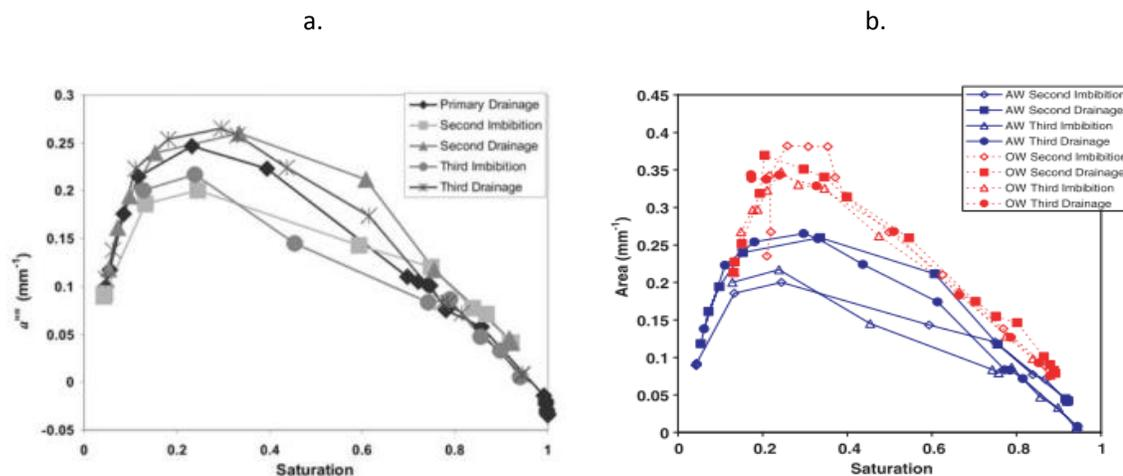 a.
b.
0.3
0.25
0.2
0.15
0.1
0.05
0
-0.05
0
0.2
0.4
0.6
0.8
1
Saturation
(mm⁻¹)
Primary Drainage
Second Imbibition
Second Drainage
Third Imbibition
Third Drainage
0.45
0.4
0.35
0.3
0.25
0.2
0.15
0.1
0.05
0
0
0.2
0.4
0.6
0.8
1
Saturation
Area (mm⁻¹)
AW Second Imbibition
AW Second Drainage
AW Third Imbibition
AW Third Drainage
OW Second Imbibition
OW Second Drainage
OW Third Imbibition
OW Third Drainage